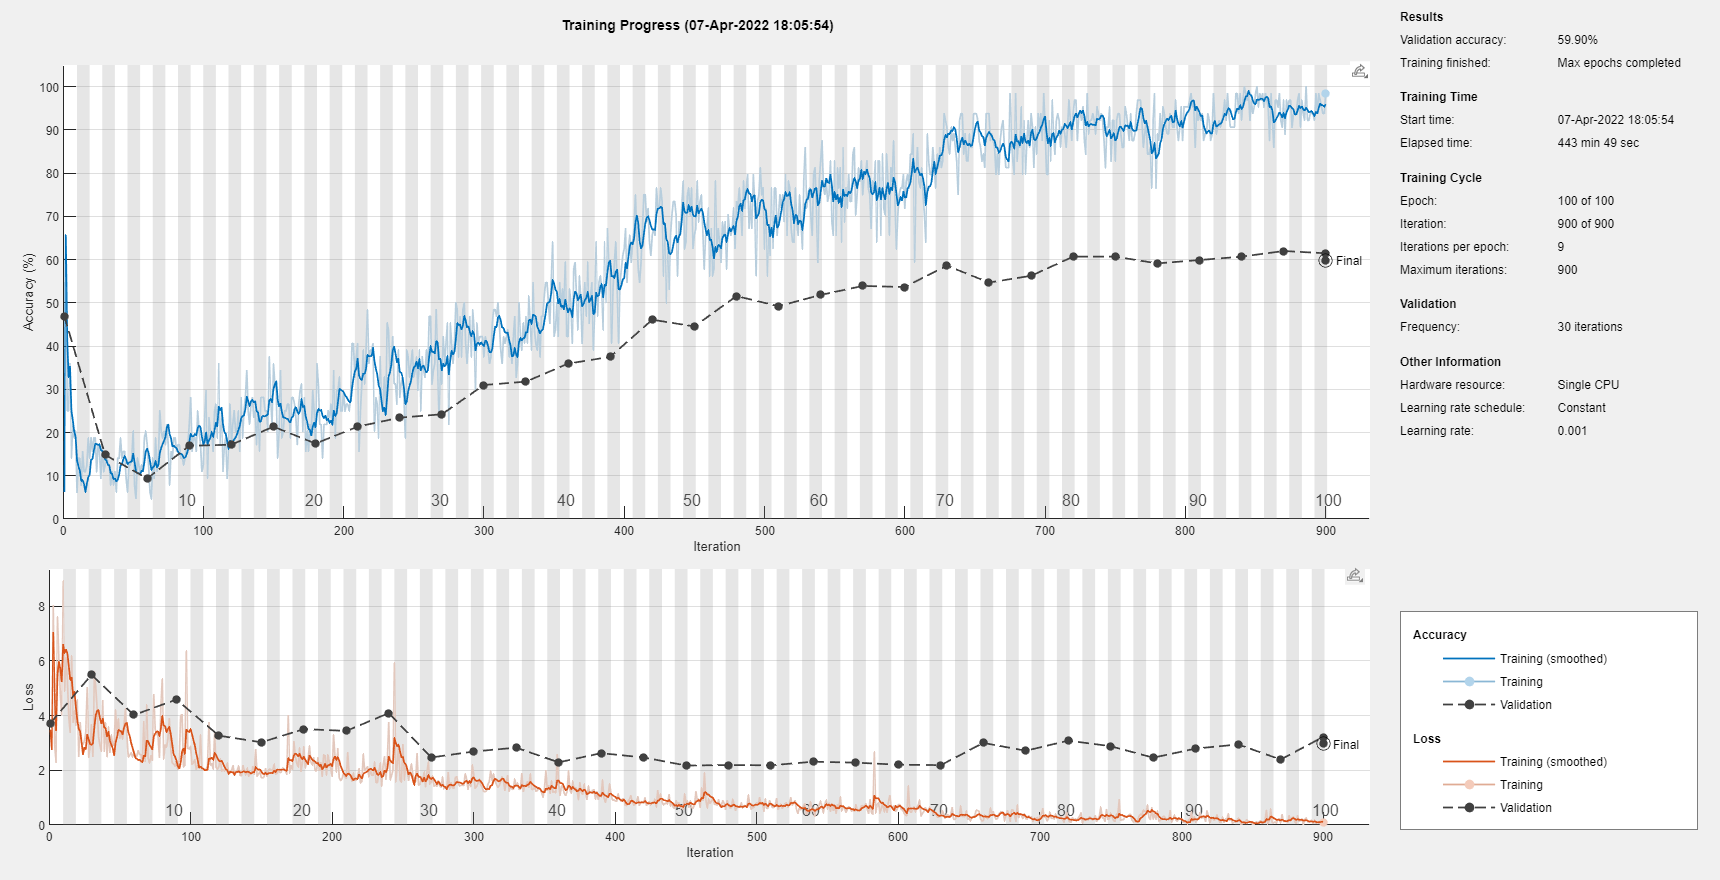 Training Progress (07-Apr-2022 18:05:54)
Accuracy (%)
100
90
80
70
60
50
40
30
20
10
0
Final
10 20 30 40 50 60 70 80 90 100
0 100 200 300 400 500 600 700 800 900
Iteration
Loss
8
6
4
2
0
Final
10 20 30 40 50 60 70 80 90 100
0 100 200 300 400 500 600 700 800 900
Iteration
Results
Validation accuracy: 59.90%
Training finished: Max epochs completed
Training Time
Start time: 07-Apr-2022 18:05:54
Elapsed time: 443 min 49 sec
Training Cycle
Epoch: 100 of 100
Iteration: 900 of 900
Iterations per epoch: 9
Maximum iterations: 900
Validation
Frequency: 30 iterations
Other Information
Hardware resource: Single CPU
Learning rate schedule: Constant
Learning rate: 0.001
Accuracy
Training (smoothed)
Training
Validation
Loss
Training (smoothed)
Training
Validation